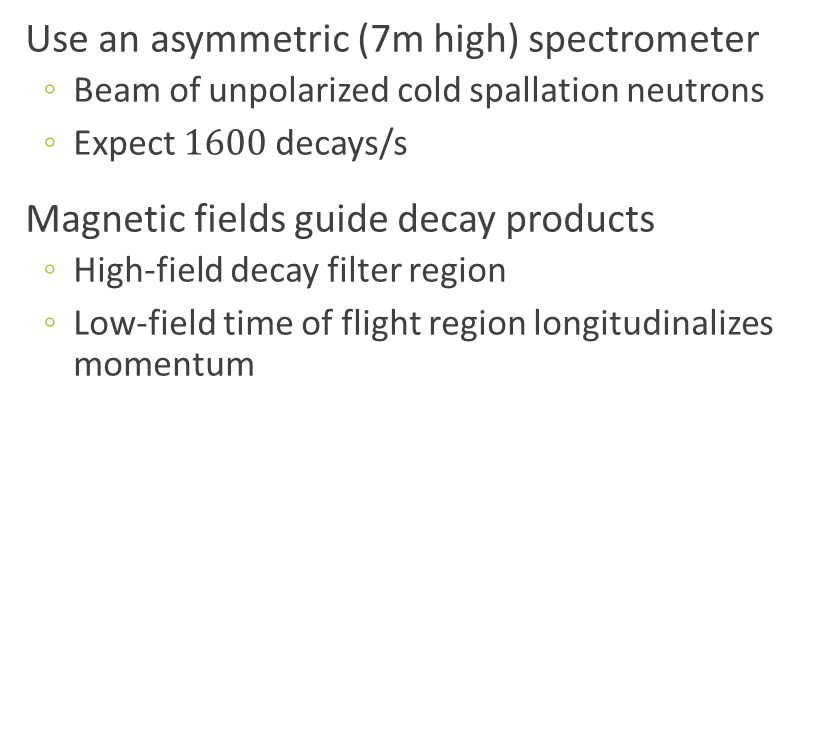 Use an asymmetric (7m high) spectrometer
◦ Beam of unpolarized cold spallation neutrons
◦ Expect 1600 decays/s
Magnetic fields guide decay products
◦ High-field decay filter region
◦ Low-field time of flight region longitudinalizes
momentum